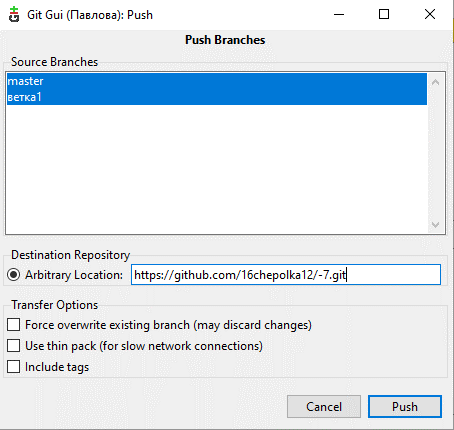 Git Gui (Павлова): Push
Push Branches
Source Branches
master
ветка1
Destination Repository
Arbitrary Location: https://github.com/16chepolka12/-7.git
Transfer Options
Force overwrite existing branch (may discard changes)
Use thin pack (for slow network connections)
Include tags
Cancel Push